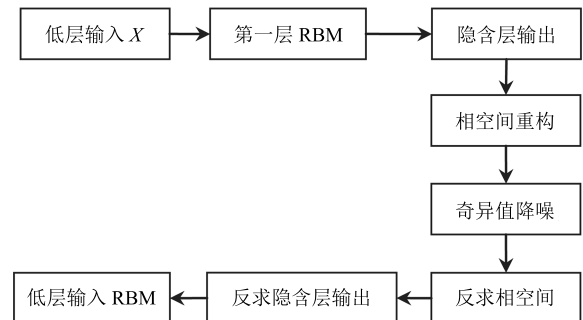 低层输入 X
第一层 RBM
隐含层输出
相空间重构
奇异值降噪
反求相空间
反求隐含层输出
低层输入 RBM